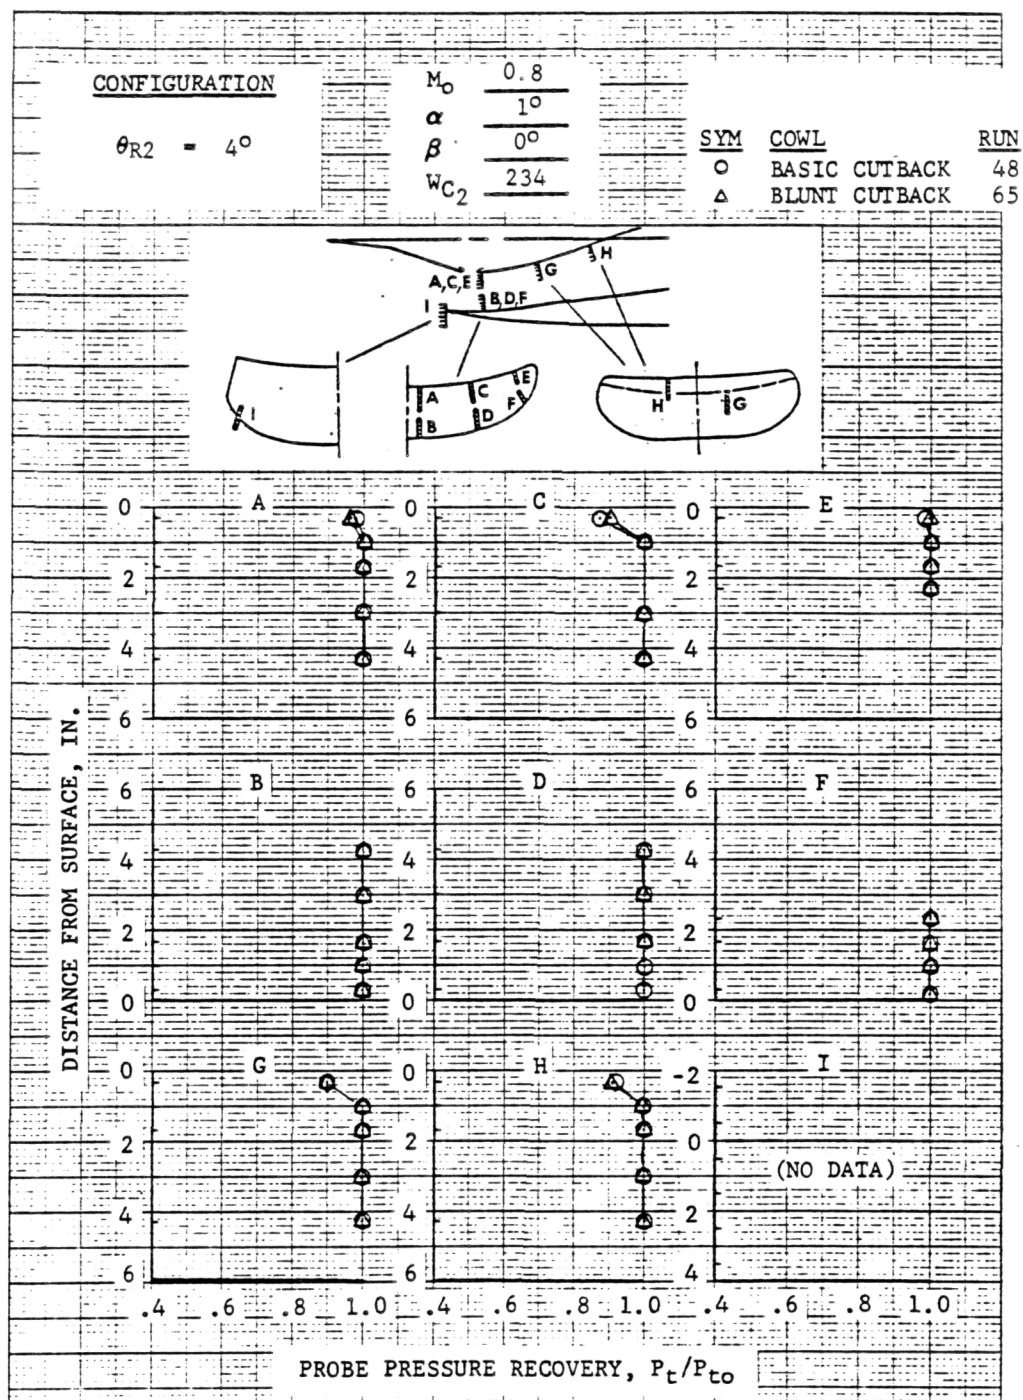 CONFIGURATION
θR2 = 4°
Mo 0.8
α 1°
β 0°
WC2 234
SYM COWL RUN
○ BASIC CUTBACK 48
△ BLUNT CUTBACK 65
A,C,E
B,D,F
G
H
I
I
A
B
C
D
E
F
H
G
A
0
2
4
6
C
0
2
4
6
E
0
2
4
6
B
6
4
2
0
D
6
4
2
0
F
6
4
2
0
G
0
2
4
6
H
0
2
4
6
I
-2
0
2
4
(NO DATA)
DISTANCE FROM SURFACE, IN.
.4 .6 .8 1.0 .4 .6 .8 1.0 .4 .6 .8 1.0
PROBE PRESSURE RECOVERY, Pt/Pto